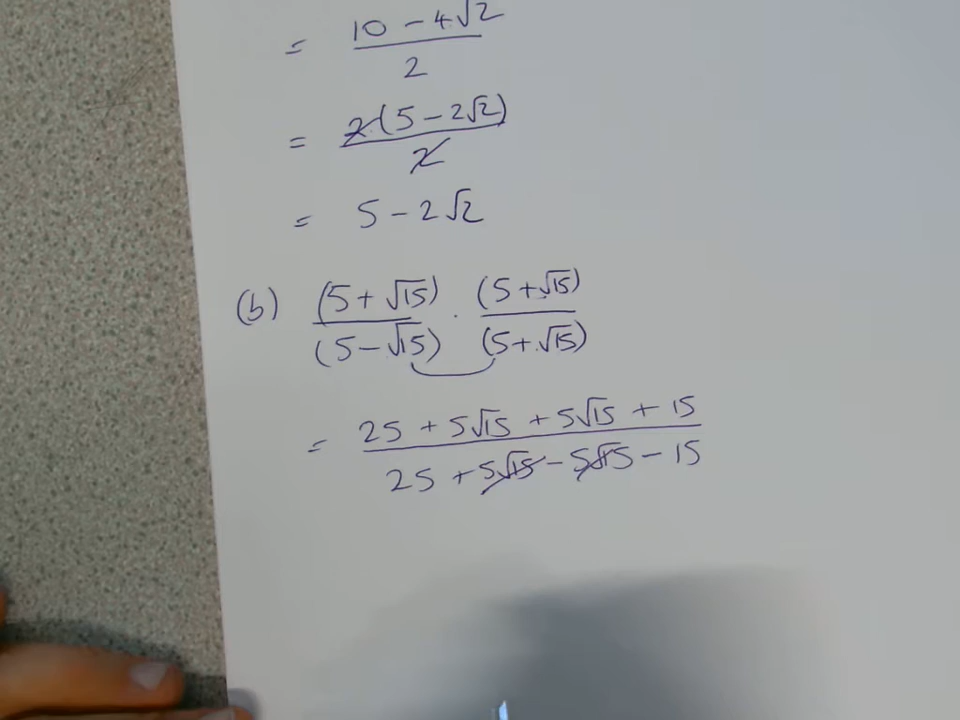 = 10 - 4√2 / 2
= 2(5 - 2√2) / 2
= 5 - 2√2
(b) (5 + √15) / (5 - √15) · (5 + √15) / (5 + √15)
= 25 + 5√15 + 5√15 + 15 / 25 + 5√15 - 5√15 - 15